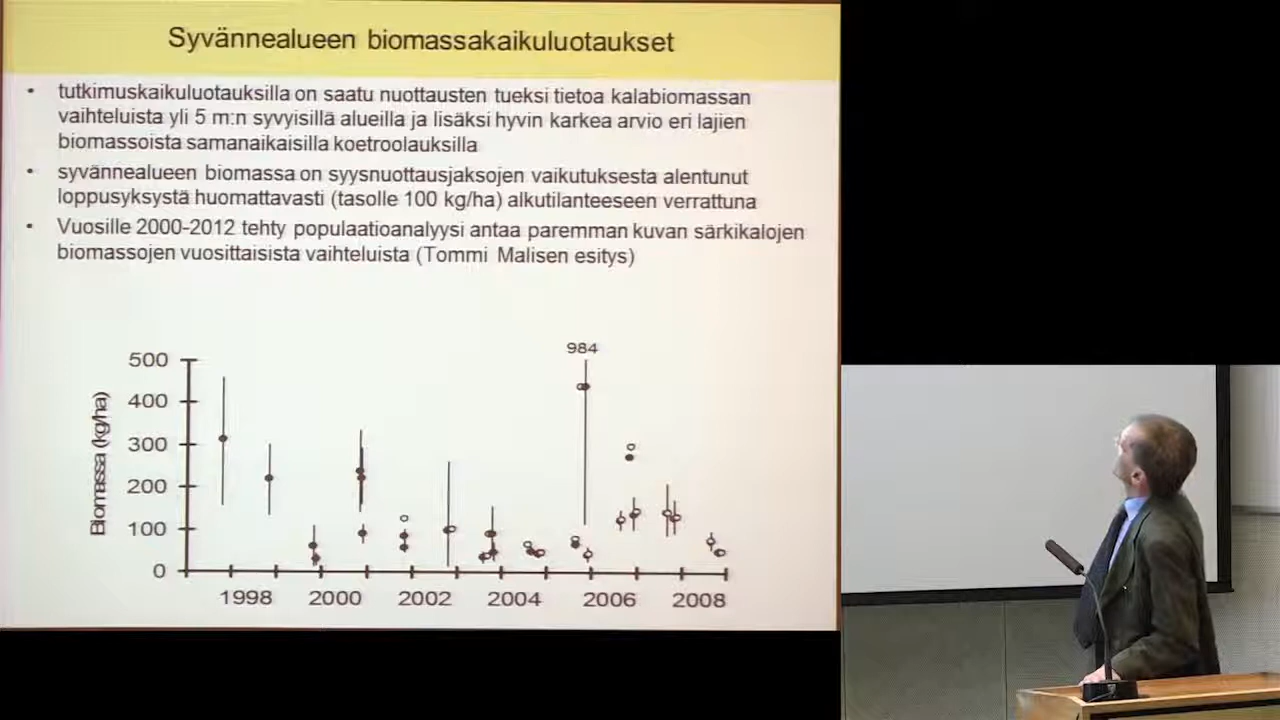 Syvännealueen biomassakaikuluotaukset
• tutkimuskaikuluotauksilla on saatu nuottausten tueksi tietoa kalabiomassan
vaihteluista yli 5 m:n syvyisillä alueilla ja lisäksi hyvin karkea arvio eri lajien
biomassoista samanaikaisilla koetroolauksilla
• syvännealueen biomassa on syysnuottausjaksojen vaikutuksesta alentunut
loppusyksystä huomattavasti (tasolle 100 kg/ha) alkutilanteeseen verrattuna
• Vuosille 2000-2012 tehty populaatioanalyysi antaa paremman kuvan särkikalojen
biomassojen vuosittaisista vaihteluista (Tommi Malisen esitys)
984
Biomassa (kg/ha)
500
400
300
200
100
0
1998 2000 2002 2004 2006 2008